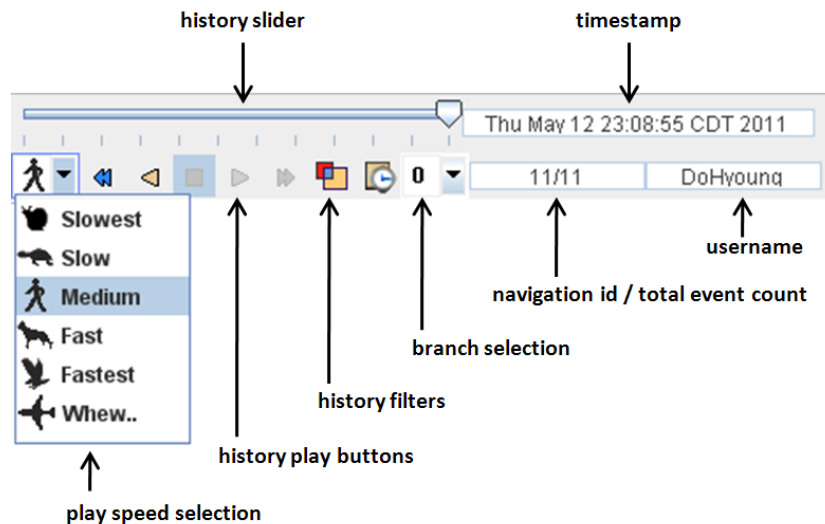 history slider
timestamp
Thu May 12 23:08:55 CDT 2011
0
11/11
DoHyoung
Slowest
Slow
Medium
Fast
Fastest
Whew..
username
navigation id / total event count
branch selection
history filters
history play buttons
play speed selection